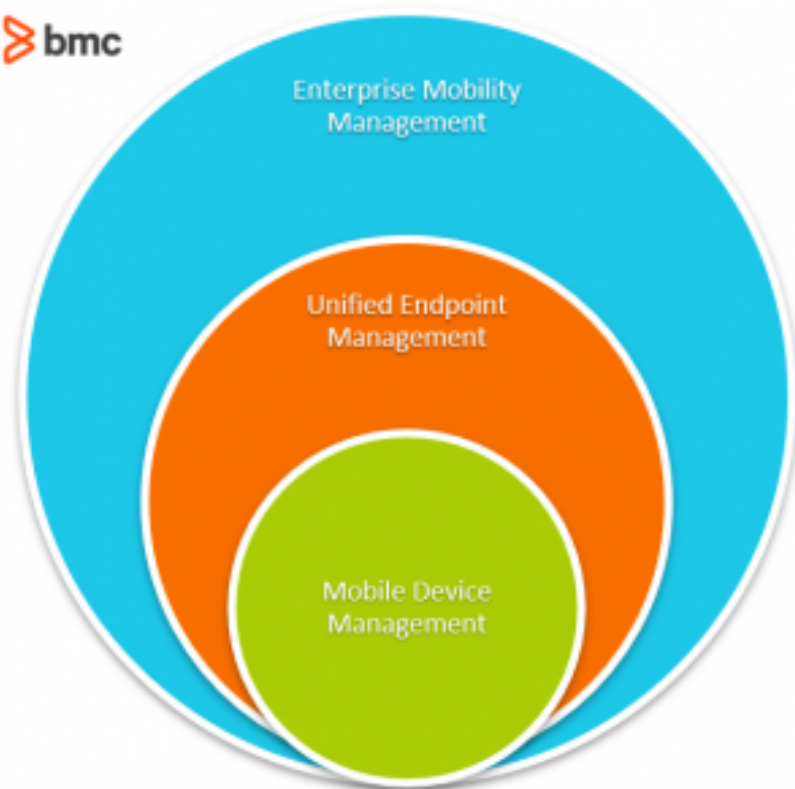 bmc
Enterprise Mobility
Management
Unified Endpoint
Management
Mobile Device
Management